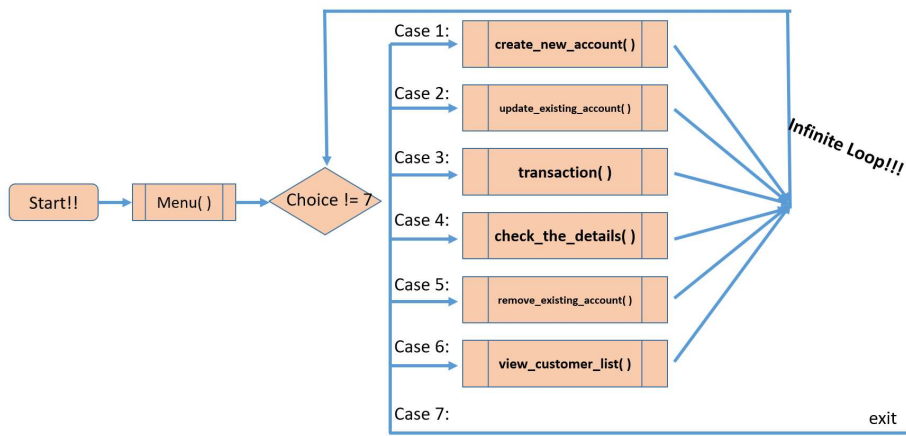 Start!!
Menu( )
Choice != 7
Case 1:
create_new_account( )
Case 2:
update_existing_account( )
Case 3:
transaction( )
Case 4:
check_the_details( )
Case 5:
remove_existing_account( )
Case 6:
view_customer_list( )
Case 7:
Infinite Loop!!!
exit